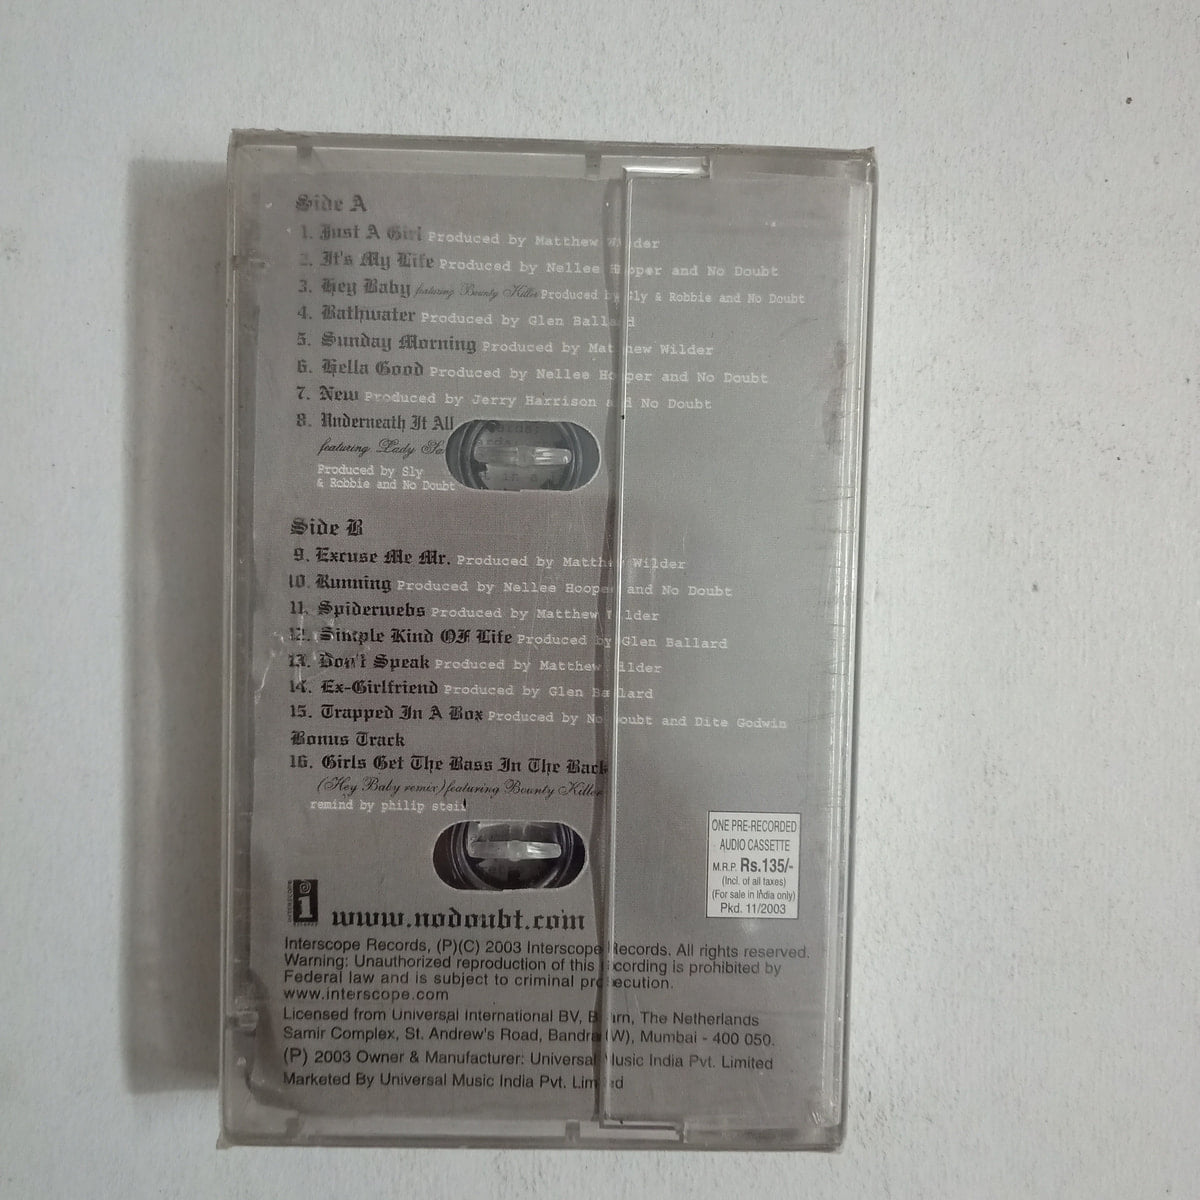 Side A
1. Just A Girl Produced by Matthew Wilder
2. It's My Life Produced by Nellee Hooper and No Doubt
3. Hey Baby featuring Bounty Killer Produced by Sly & Robbie and No Doubt
4. Bathwater Produced by Glen Ballard
5. Sunday Morning Produced by Matthew Wilder
6. Hella Good Produced by Nellee Hooper and No Doubt
7. New Produced by Jerry Harrison and No Doubt
8. Underneath It All
featuring Lady
Produced by Sly
& Robbie and No Doubt
Side B
9. Excuse Me Mr. Produced by Matthew Wilder
10. Running Produced by Nellee Hooper and No Doubt
11. Spiderwebs Produced by Matthew Wilder
12. Simple Kind Of Life Produced by Glen Ballard
13. Don't Speak Produced by Matthew Wilder
14. Ex-Girlfriend Produced by Glen Ballard
15. Trapped In A Box Produced by No Doubt and Dito Godwin
Bonus Track
16. Girls Get The Bass In The Back
(Hey Baby remix) featuring Bounty Killer
remind by philip steir
ONE PRE-RECORDED
AUDIO CASSETTE
M.R.P. Rs.135/-
(Incl. of all taxes)
(For sale in India only)
Pkd. 11/2003
INTERSCOPE
i
www.nodoubt.com
Interscope Records, (P)(C) 2003 Interscope Records. All rights reserved.
Warning: Unauthorized reproduction of this recording is prohibited by
Federal law and is subject to criminal prosecution.
www.interscope.com
Licensed from Universal International BV, Baarn, The Netherlands
Samir Complex, St. Andrew's Road, Bandra (W), Mumbai - 400 050.
(P) 2003 Owner & Manufacturer: Universal Music India Pvt. Limited
Marketed By Universal Music India Pvt. Limited